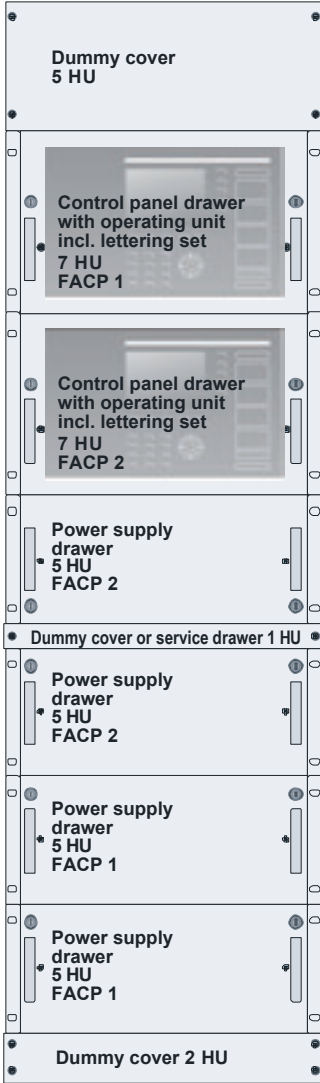 Dummy cover
5 HU
Control panel drawer
with operating unit
incl. lettering set
7 HU
FACP 1
Control panel drawer
with operating unit
incl. lettering set
7 HU
FACP 2
Power supply
drawer
5 HU
FACP 2
Dummy cover or service drawer 1 HU
Power supply
drawer
5 HU
FACP 2
Power supply
drawer
5 HU
FACP 1
Power supply
drawer
5 HU
FACP 1
Dummy cover 2 HU